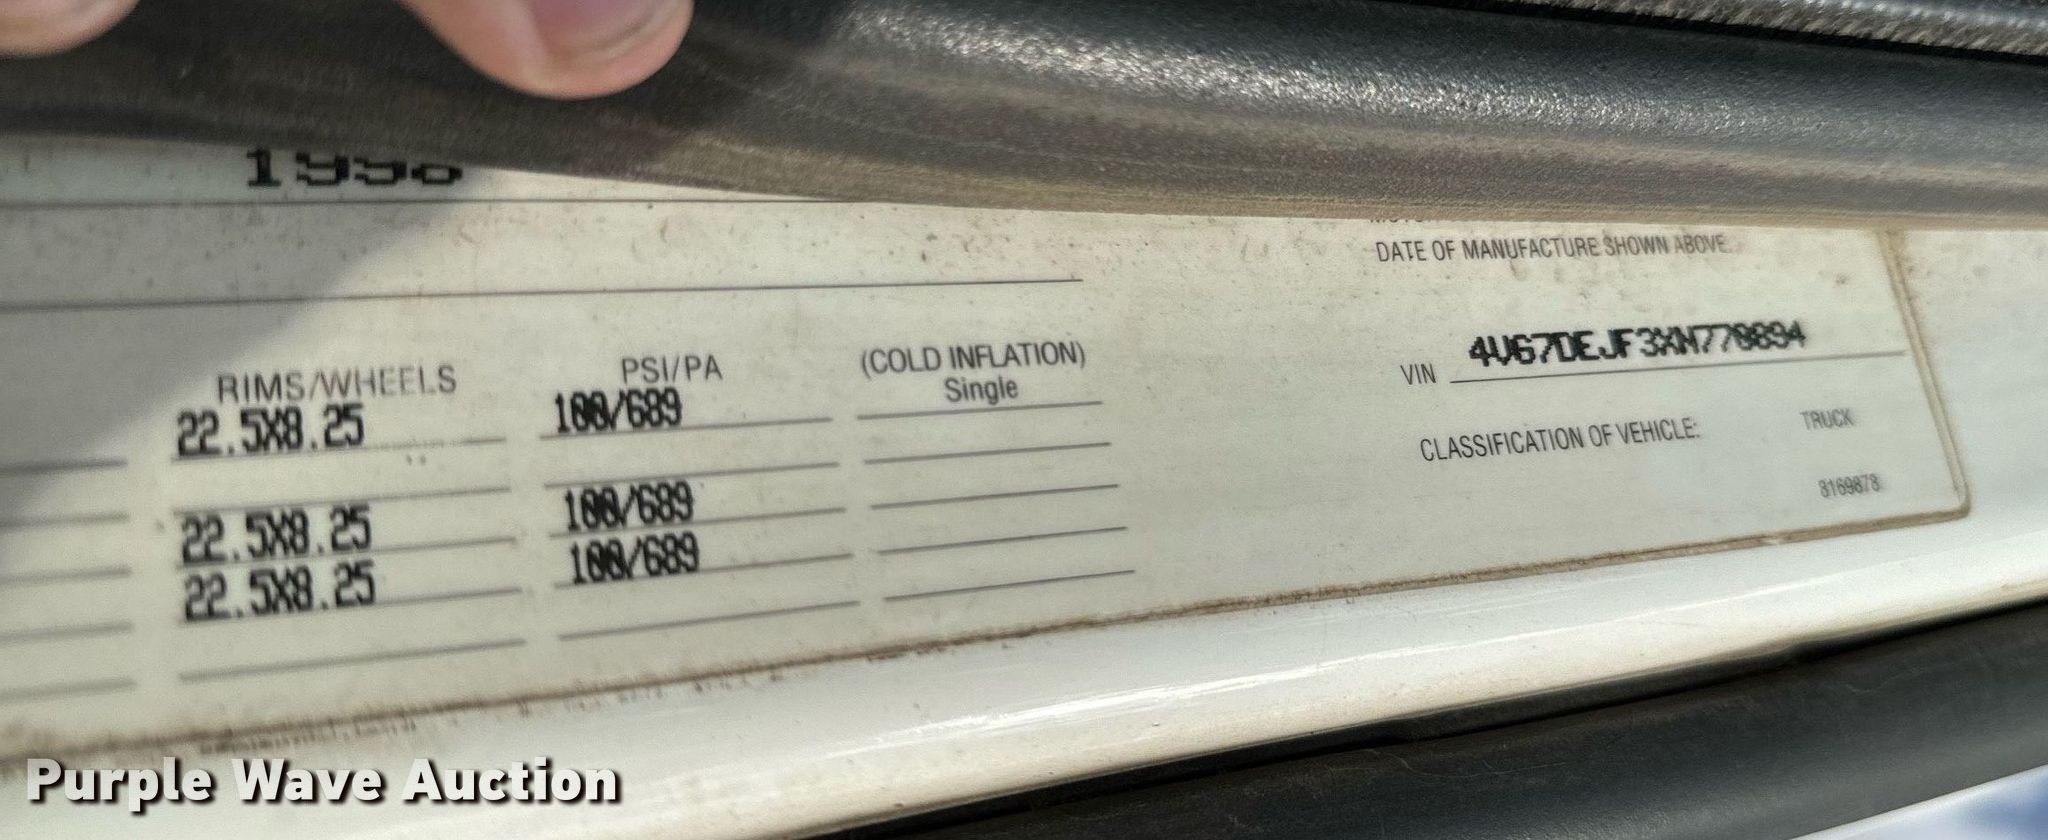 1998
DATE OF MANUFACTURE SHOWN ABOVE.
RIMS/WHEELS PSI/PA (COLD INFLATION)
Single
22.5X8.25 100/689
22.5X8.25 100/689
22.5X8.25 100/689
VIN
CLASSIFICATION OF VEHICLE: TRUCK
8169878
Purple Wave Auction